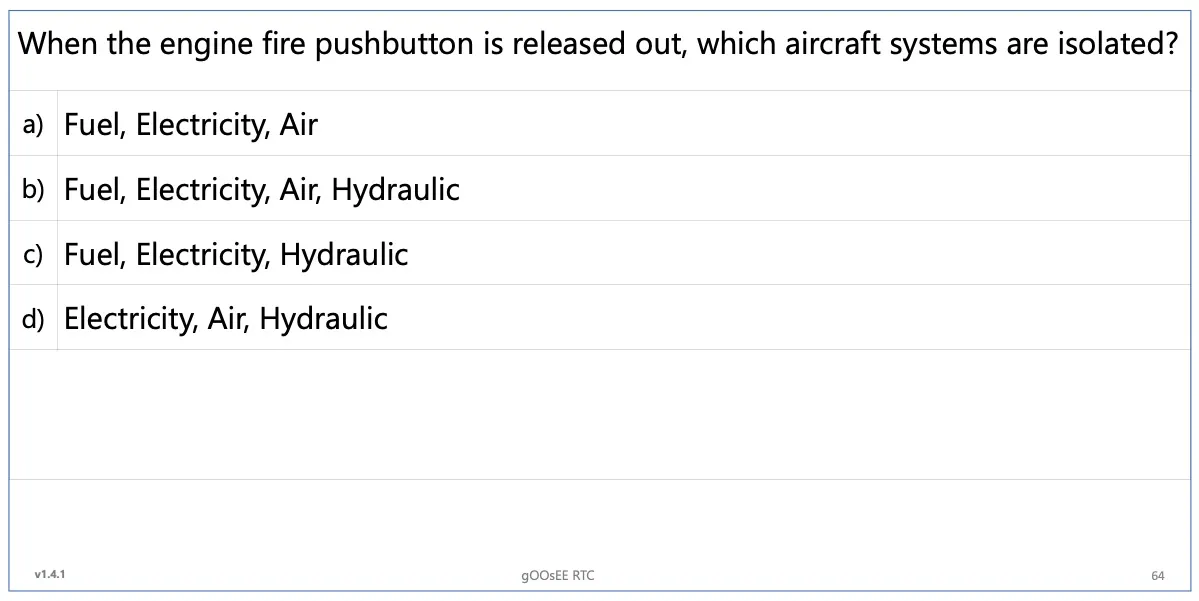 When the engine fire pushbutton is released out, which aircraft systems are isolated?
a) Fuel, Electricity, Air
b) Fuel, Electricity, Air, Hydraulic
c) Fuel, Electricity, Hydraulic
d) Electricity, Air, Hydraulic
v1.4.1 gOOsEE RTC 64